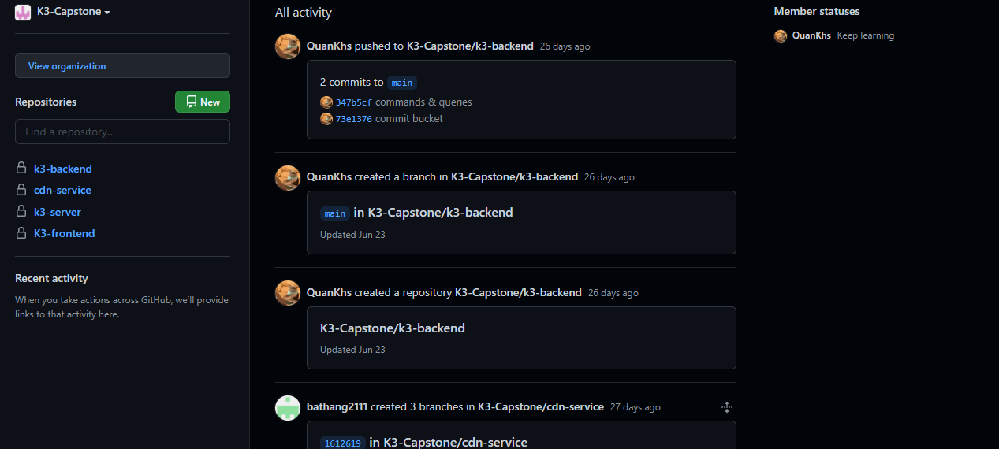 K3-Capstone
View organization
Repositories
New
Find a repository...
k3-backend
cdn-service
k3-server
K3-frontend
Recent activity
When you take actions across GitHub, we'll provide
links to that activity here.
All activity
QuanKhs pushed to K3-Capstone/k3-backend 26 days ago
2 commits to main
347b5cf commands & queries
73e1376 commit bucket
QuanKhs created a branch in K3-Capstone/k3-backend 26 days ago
main in K3-Capstone/k3-backend
Updated Jun 23
QuanKhs created a repository K3-Capstone/k3-backend 26 days ago
K3-Capstone/k3-backend
Updated Jun 23
bathang2111 created 3 branches in K3-Capstone/cdn-service 27 days ago
1612619 in K3-Capstone/cdn-service
Member statuses
QuanKhs Keep learning